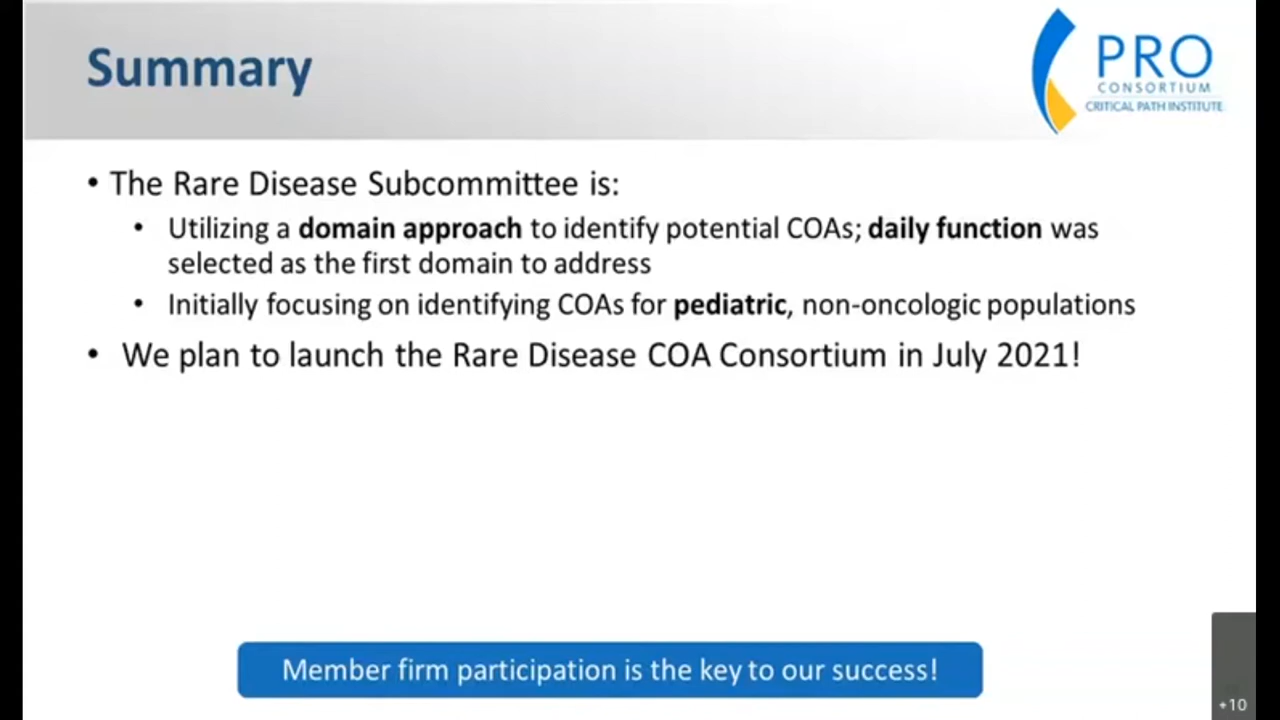 Summary
PRO
CONSORTIUM
CRITICAL PATH INSTITUTE
• The Rare Disease Subcommittee is:
• Utilizing a domain approach to identify potential COAs; daily function was
selected as the first domain to address
• Initially focusing on identifying COAs for pediatric, non-oncologic populations
• We plan to launch the Rare Disease COA Consortium in July 2021!
Member firm participation is the key to our success!
+10